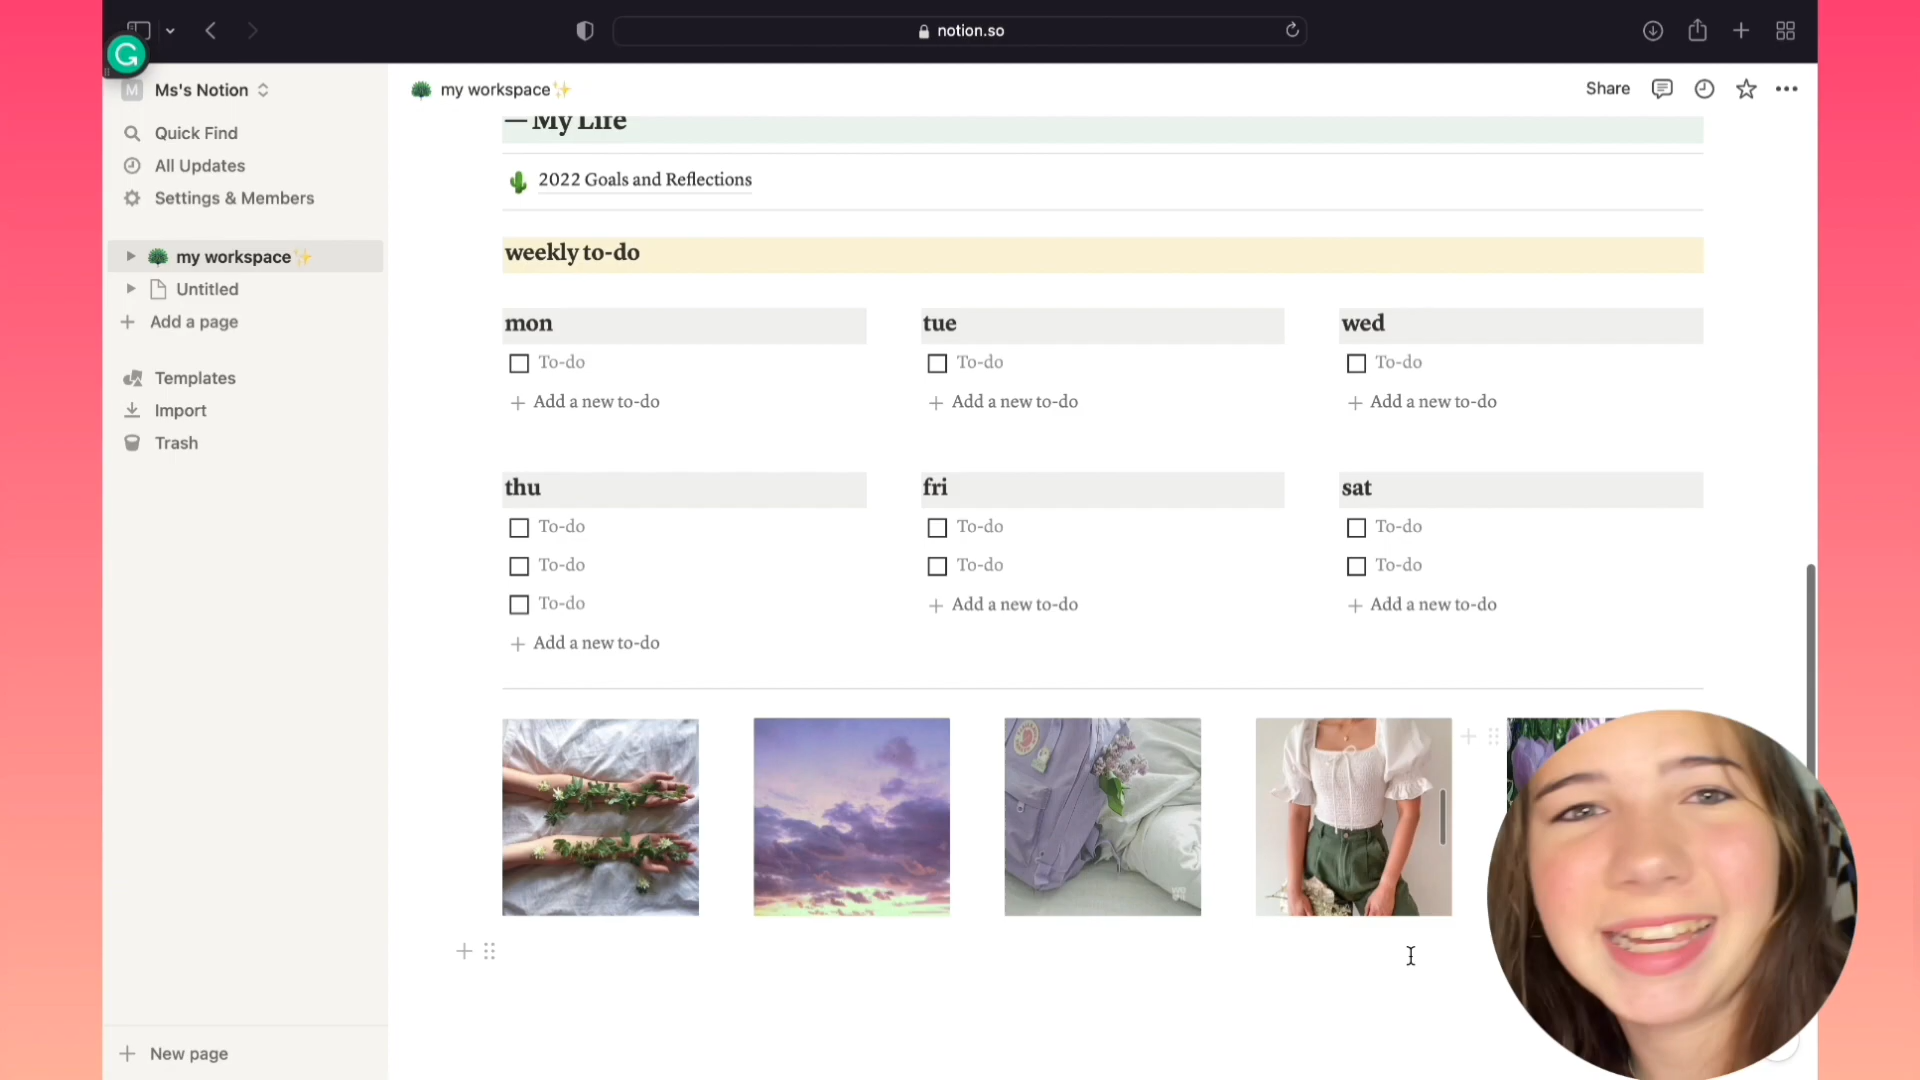 notion.so
M Ms's Notion
Quick Find
All Updates
Settings & Members
my workspace✨
Untitled
Add a page
Templates
Import
Trash
New page
my workspace✨
Share
— My Life
2022 Goals and Reflections
weekly to-do
mon
To-do
Add a new to-do
tue
To-do
Add a new to-do
wed
To-do
Add a new to-do
thu
To-do
To-do
To-do
Add a new to-do
fri
To-do
To-do
Add a new to-do
sat
To-do
To-do
Add a new to-do